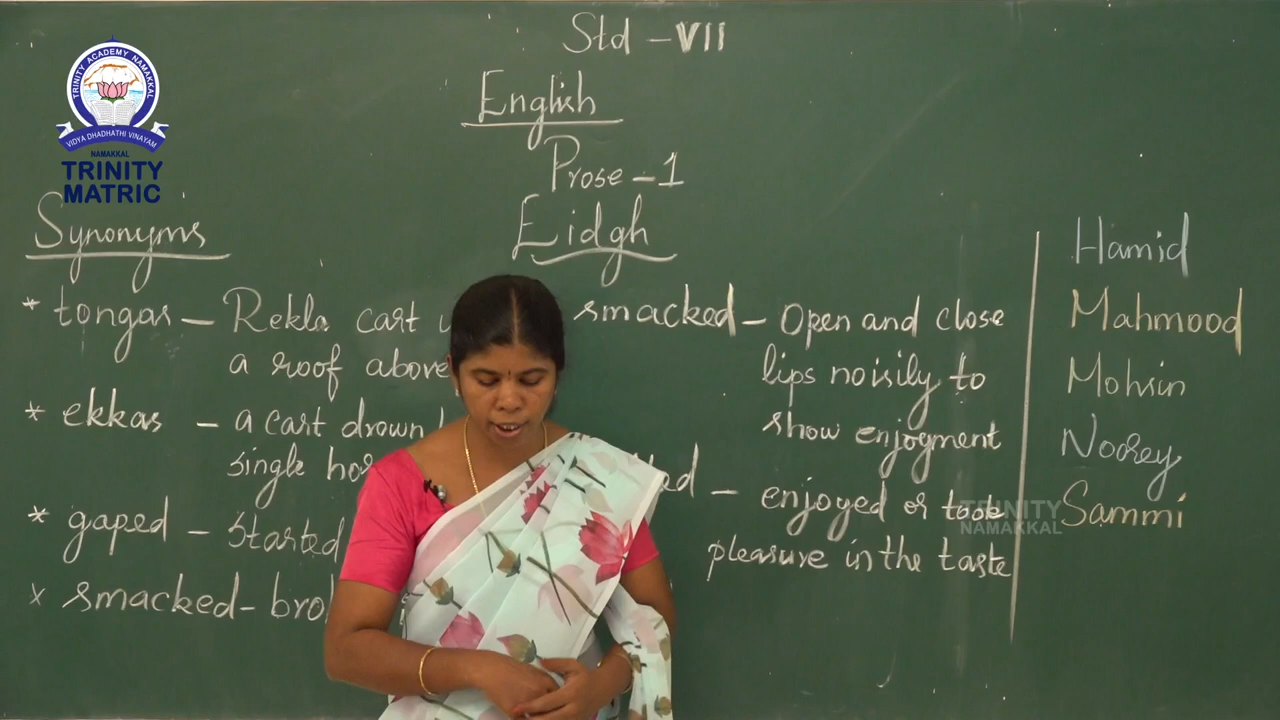 Std - VII
English
Prose - 1
Eidgh
TRINITY ACADEMY NAMAKKAL
VIDYA DHADHATHI VINAYAM
NAMAKKAL
TRINITY
MATRIC
Synonyms
* tongas - Rekla cart
a roof above
* ekkas - a cart drawn
single
* gaped - Started
x smacked -
smacked - Open and close
lips noisily to
show enjoyment
- enjoyed or took
pleasure in the taste
Hamid
Mahmood
Mohsin
Noorey
Sammi
TRINITY
NAMAKKAL